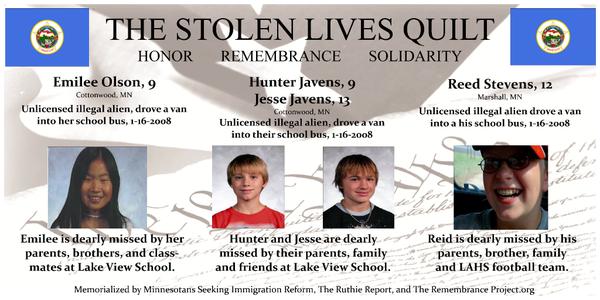 THE STOLEN LIVES QUILT
HONOR REMEMBRANCE SOLIDARITY
Emilee Olson, 9
Cottonwood, MN
Unlicensed illegal alien, drove a van
into her school bus, 1-16-2008
Hunter Javens, 9
Jesse Javens, 13
Cottonwood, MN
Unlicensed illegal alien, drove a van
into their school bus, 1-16-2008
Reed Stevens, 12
Marshall, MN
Unlicensed illegal alien drove a van
into a his school bus, 1-16-2008
Emilee is dearly missed by her
parents, brothers, and class-
mates at Lake View School.
Hunter and Jesse are dearly
missed by their parents, family
and friends at Lake View School.
Reid is dearly missed by his
parents, brother, family
and LAHS football team.
Memorialized by Minnesotans Seeking Immigration Reform, The Ruthie Report, and The Remembrance Project.org